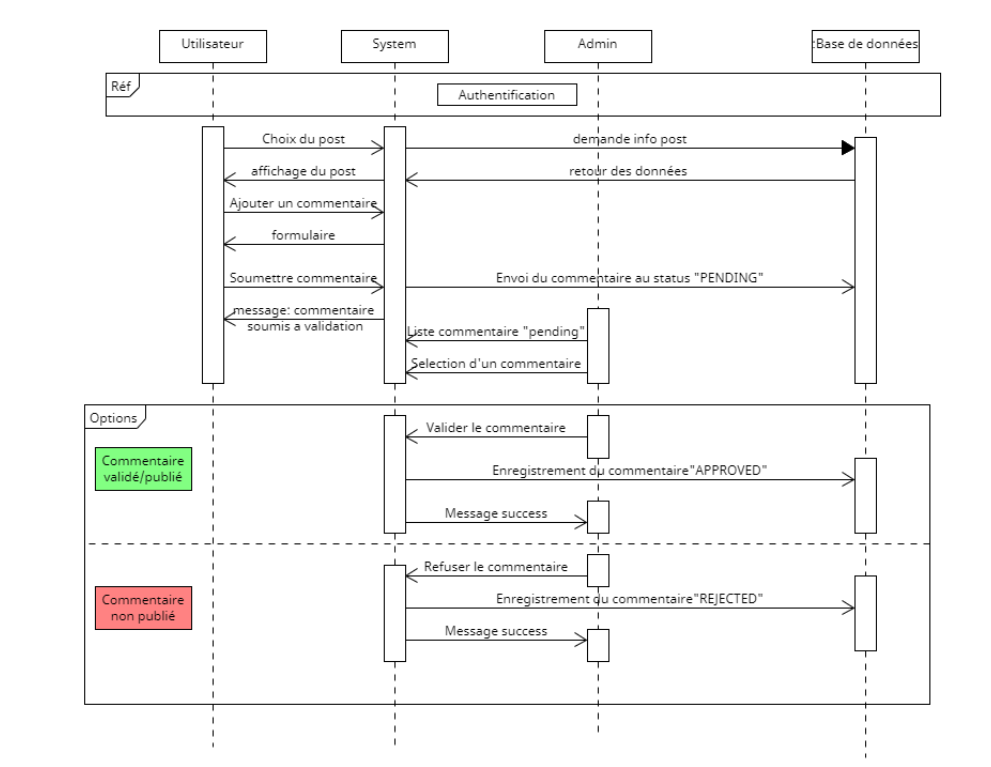 Utilisateur
System
Admin
:Base de données
Réf
Authentification
Choix du post
demande info post
affichage du post
retour des données
Ajouter un commentaire
formulaire
Soumettre commentaire
Envoi du commentaire au status "PENDING"
message: commentaire
soumis a validation
Liste commentaire "pending"
Selection d'un commentaire
Options
Valider le commentaire
Commentaire
validé/publié
Enregistrement du commentaire"APPROVED"
Message success
Refuser le commentaire
Commentaire
non publié
Enregistrement du commentaire"REJECTED"
Message success